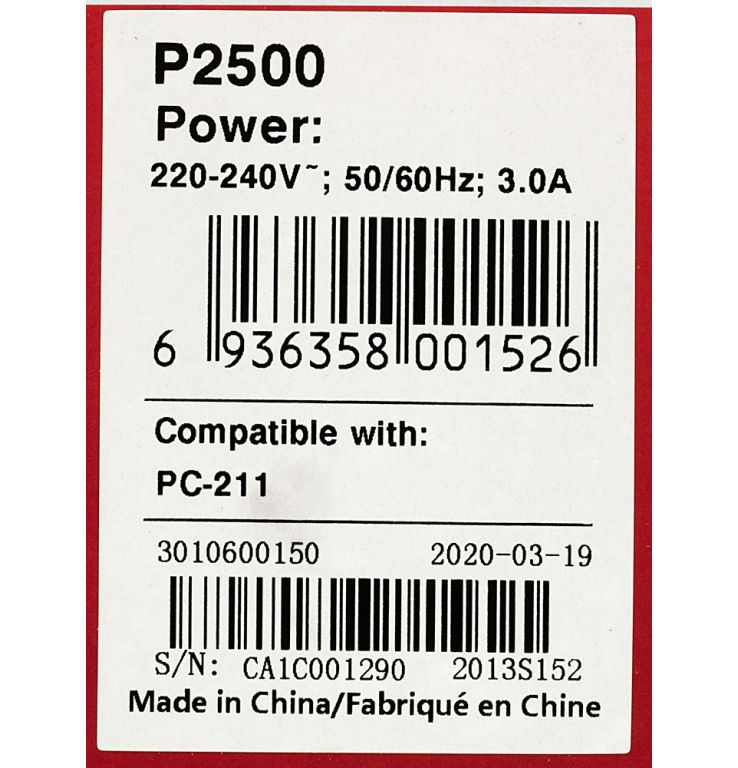 P2500
Power:
220-240V~; 50/60Hz; 3.0A
6 936358 001526
Compatible with:
PC-211
3010600150 2020-03-19
S/N: CA1C001290 2013S152
Made in China/Fabriqué en Chine